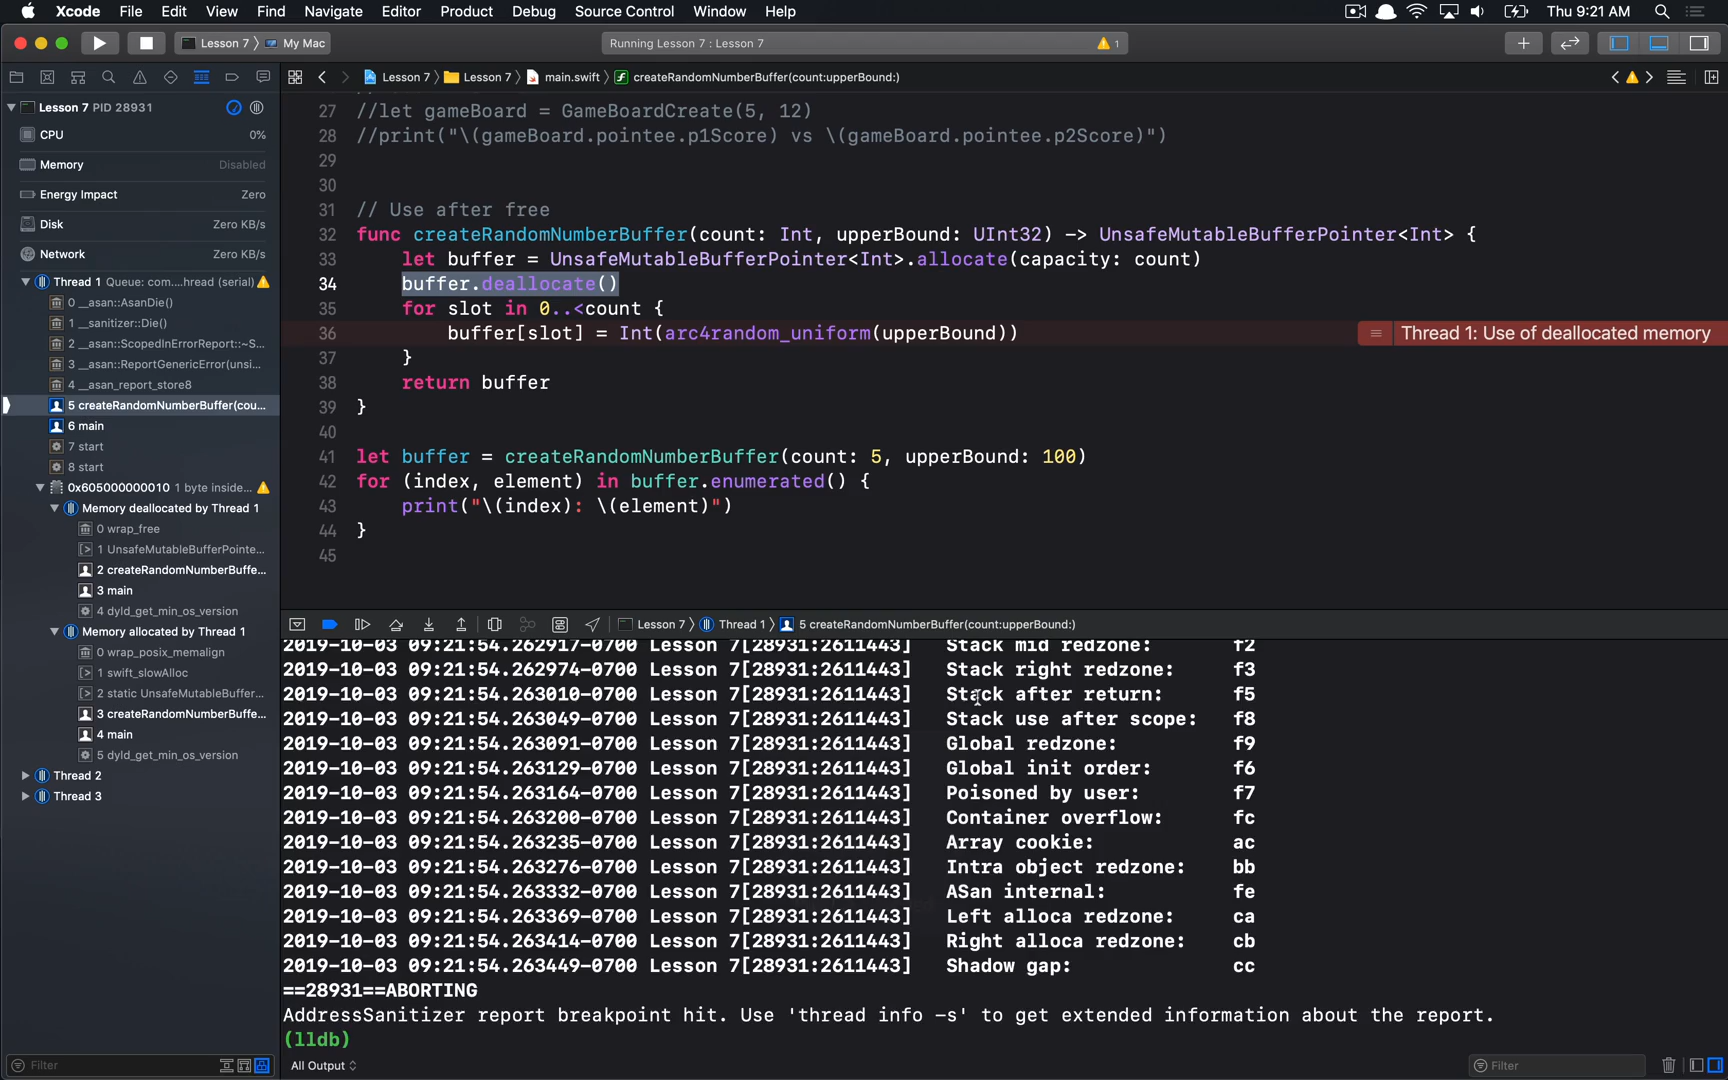 Xcode File Edit View Find Navigate Editor Product Debug Source Control Window Help Thu 9:21 AM
Lesson 7 My Mac Running Lesson 7 : Lesson 7 1
Lesson 7 Lesson 7 main.swift createRandomNumberBuffer(count:upperBound:)
Lesson 7 PID 28931
CPU 0%
Memory Disabled
Energy Impact Zero
Disk Zero KB/s
Network Zero KB/s
Thread 1 Queue: com...hread (serial)
0 __asan::AsanDie()
1 __sanitizer::Die()
2 __asan::ScopedInErrorReport::~S...
3 __asan::ReportGenericError(unsi...
4 __asan_report_store8
5 createRandomNumberBuffer(cou...
6 main
7 start
8 start
0x605000000010 1 byte inside...
Memory deallocated by Thread 1
0 wrap_free
1 UnsafeMutableBufferPointe...
2 createRandomNumberBuffe...
3 main
4 dyld_get_min_os_version
Memory allocated by Thread 1
0 wrap_posix_memalign
1 swift_slowAlloc
2 static UnsafeMutableBuffer...
3 createRandomNumberBuffe...
4 main
5 dyld_get_min_os_version
Thread 2
Thread 3
Filter
27 //let gameBoard = GameBoardCreate(5, 12)
28 //print("\(gameBoard.pointee.p1Score) vs \(gameBoard.pointee.p2Score)")
29
30
31 // Use after free
32 func createRandomNumberBuffer(count: Int, upperBound: UInt32) -> UnsafeMutableBufferPointer<Int> {
33 let buffer = UnsafeMutableBufferPointer<Int>.allocate(capacity: count)
34 buffer.deallocate()
35 for slot in 0..<count {
36 buffer[slot] = Int(arc4random_uniform(upperBound)) Thread 1: Use of deallocated memory
37 }
38 return buffer
39 }
40
41 let buffer = createRandomNumberBuffer(count: 5, upperBound: 100)
42 for (index, element) in buffer.enumerated() {
43 print("\(index): \(element)")
44 }
45
Lesson 7 Thread 1 5 createRandomNumberBuffer(count:upperBound:)
2019-10-03 09:21:54.262917-0700 Lesson 7[28931:2611443] Stack mid redzone: f2
2019-10-03 09:21:54.262974-0700 Lesson 7[28931:2611443] Stack right redzone: f3
2019-10-03 09:21:54.263010-0700 Lesson 7[28931:2611443] Stack after return: f5
2019-10-03 09:21:54.263049-0700 Lesson 7[28931:2611443] Stack use after scope: f8
2019-10-03 09:21:54.263091-0700 Lesson 7[28931:2611443] Global redzone: f9
2019-10-03 09:21:54.263129-0700 Lesson 7[28931:2611443] Global init order: f6
2019-10-03 09:21:54.263164-0700 Lesson 7[28931:2611443] Poisoned by user: f7
2019-10-03 09:21:54.263200-0700 Lesson 7[28931:2611443] Container overflow: fc
2019-10-03 09:21:54.263235-0700 Lesson 7[28931:2611443] Array cookie: ac
2019-10-03 09:21:54.263276-0700 Lesson 7[28931:2611443] Intra object redzone: bb
2019-10-03 09:21:54.263332-0700 Lesson 7[28931:2611443] ASan internal: fe
2019-10-03 09:21:54.263369-0700 Lesson 7[28931:2611443] Left alloca redzone: ca
2019-10-03 09:21:54.263414-0700 Lesson 7[28931:2611443] Right alloca redzone: cb
2019-10-03 09:21:54.263449-0700 Lesson 7[28931:2611443] Shadow gap: cc
==28931==ABORTING
AddressSanitizer report breakpoint hit. Use 'thread info -s' to get extended information about the report.
(lldb)
All Output Filter